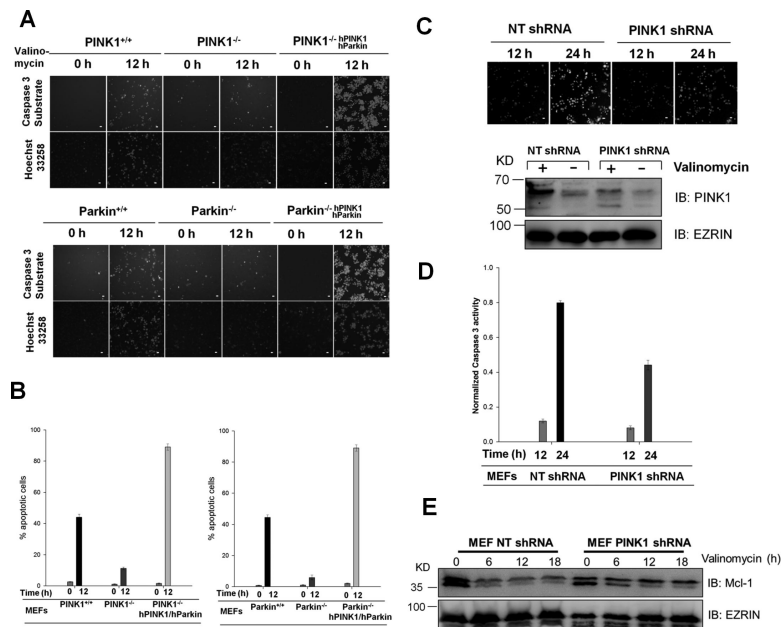 A
PINK1+/+ PINK1-/- PINK1-/- hPINK1 hParkin
Valino-
mycin
0 h 12 h 0 h 12 h 0 h 12 h
Caspase 3
Substrate
Hoechst
33258
Parkin+/+ Parkin-/- Parkin-/- hPINK1 hParkin
0 h 12 h 0 h 12 h 0 h 12 h
Caspase 3
Substrate
Hoechst
33258
B
% apoptotic cells
100
80
60
40
20
0
Time (h) 0 12 0 12 0 12
MEFs PINK1+/+ PINK1-/- PINK1-/-
hPINK1/hParkin
% apoptotic cells
100
80
60
40
20
0
Time (h) 0 12 0 12 0 12
MEFs Parkin+/+ Parkin-/- Parkin-/-
hPINK1/hParkin
C
NT shRNA PINK1 shRNA
12 h 24 h 12 h 24 h
NT shRNA PINK1 shRNA
KD + − + − Valinomycin
70
IB: PINK1
50
100
IB: EZRIN
D
Normalized Caspase 3 activity
1.0
0.8
0.6
0.4
0.2
0.0
Time (h) 12 24 12 24
MEFs NT shRNA PINK1 shRNA
E
MEF NT shRNA MEF PINK1 shRNA
KD 0 6 12 18 0 6 12 18 Valinomycin (h)
35 IB: Mcl-1
100
IB: EZRIN